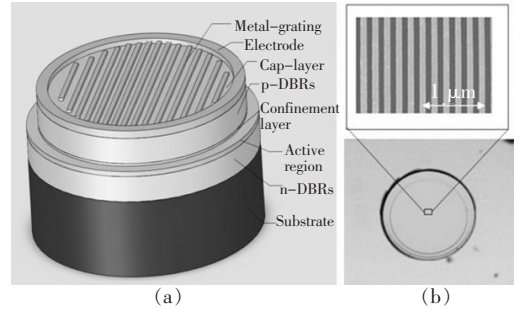 Metal-grating
Electrode
Cap-layer
p-DBRs
Confinement
layer
Active
region
n-DBRs
Substrate
(a)
1 μm
(b)